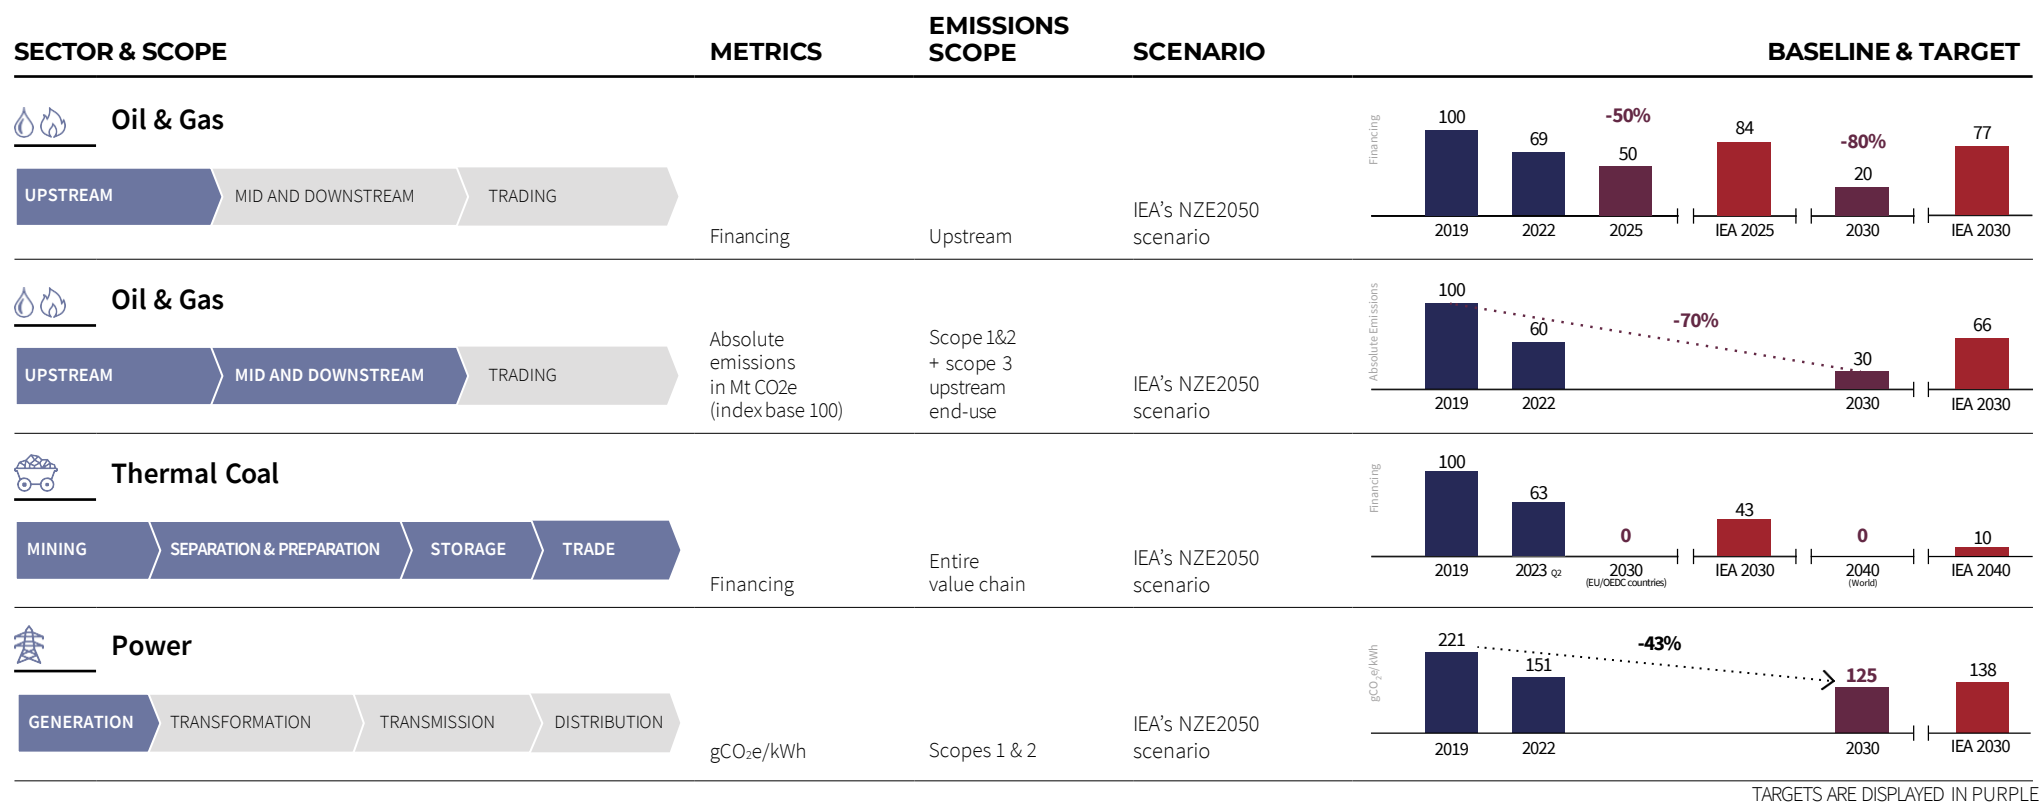 SECTOR & SCOPE
METRICS
EMISSIONS
SCOPE
SCENARIO
BASELINE & TARGET
Oil & Gas
UPSTREAM
MID AND DOWNSTREAM
TRADING
Financing
Upstream
IEA’s NZE2050
scenario
Financing
100
69
-50%
50
84
-80%
20
77
2019
2022
2025
IEA 2025
2030
IEA 2030
Oil & Gas
UPSTREAM
MID AND DOWNSTREAM
TRADING
Absolute
emissions
in Mt CO2e
(index base 100)
Scope 1&2
+ scope 3
upstream
end-use
IEA’s NZE2050
scenario
Absolute Emissions
100
60
-70%
30
66
2019
2022
2030
IEA 2030
Thermal Coal
MINING
SEPARATION & PREPARATION
STORAGE
TRADE
Financing
Entire
value chain
IEA’s NZE2050
scenario
Financing
100
63
0
43
0
10
2019
2023 Q2
2030
(EU/OEDC countries)
IEA 2030
2040
(World)
IEA 2040
Power
GENERATION
TRANSFORMATION
TRANSMISSION
DISTRIBUTION
gCO2e/kWh
Scopes 1 & 2
IEA’s NZE2050
scenario
gCO2e/kWh
221
151
-43%
125
138
2019
2022
2030
IEA 2030
TARGETS ARE DISPLAYED IN PURPLE